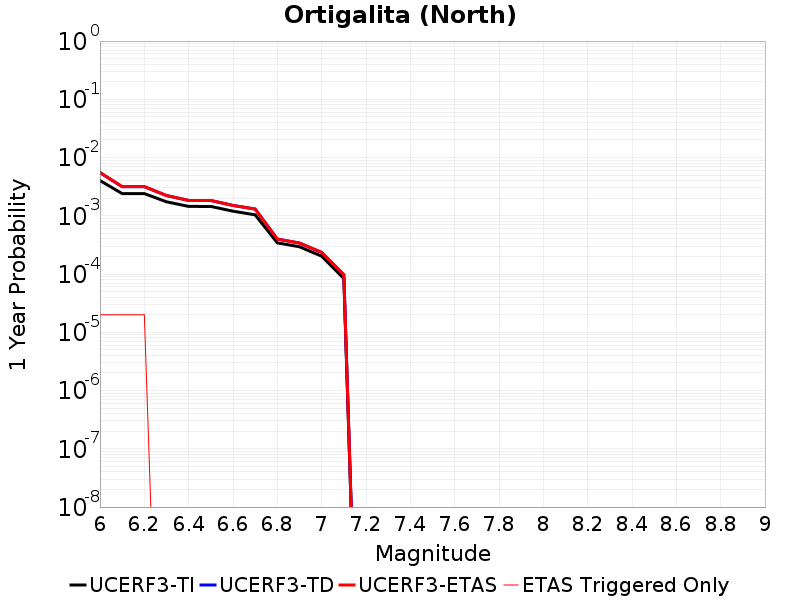 Ortigalita (North)
1 Year Probability
10^0
10^-1
10^-2
10^-3
10^-4
10^-5
10^-6
10^-7
10^-8
6 6.2 6.4 6.6 6.8 7 7.2 7.4 7.6 7.8 8 8.2 8.4 8.6 8.8 9
Magnitude
UCERF3-TI UCERF3-TD UCERF3-ETAS ETAS Triggered Only